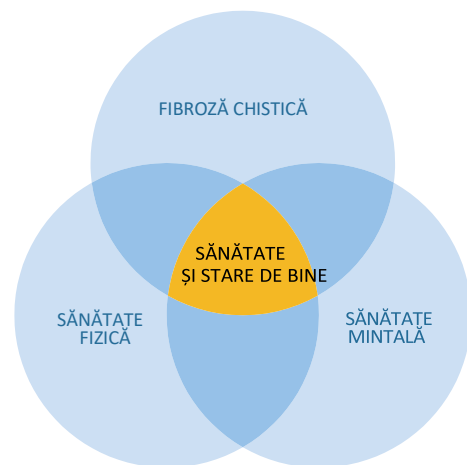 FIBROZĂ CHISTICĂ
SĂNĂTATE
ȘI STARE DE BINE
SĂNĂTATE
FIZICĂ
SĂNĂTATE
MINTALĂ